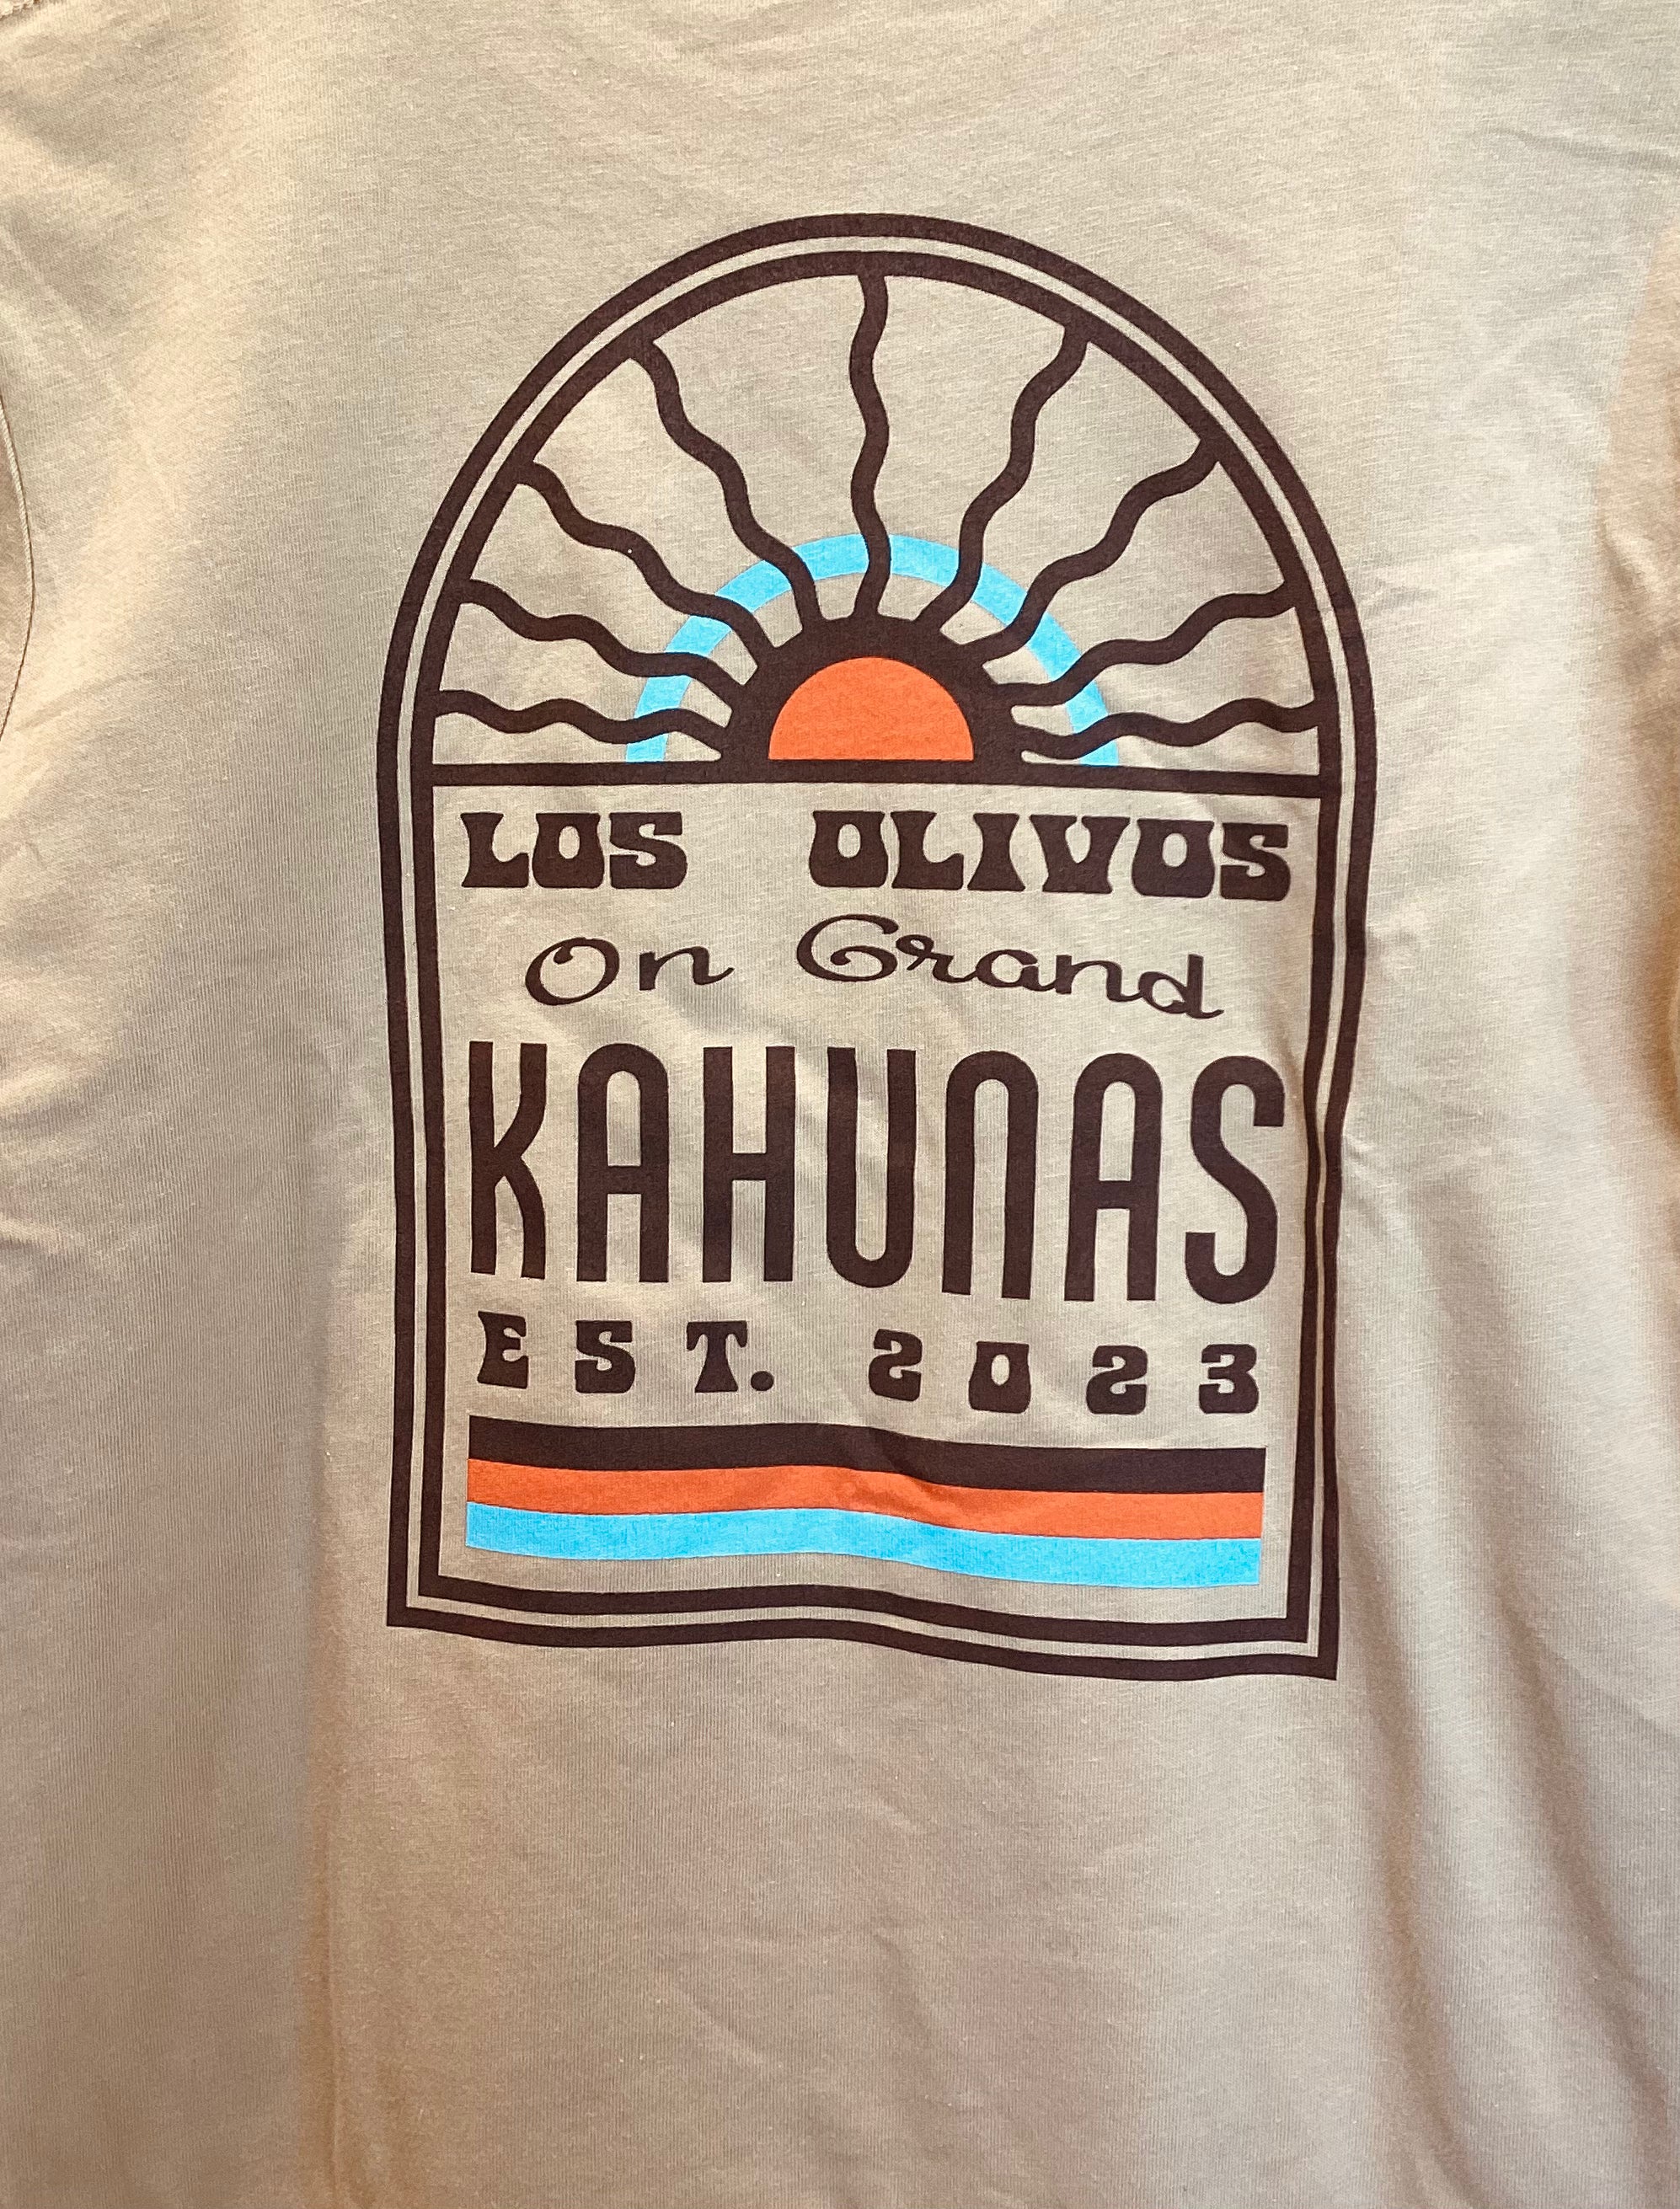 LOS OLIVOS
On Grand
KAHUNAS
EST. 2023